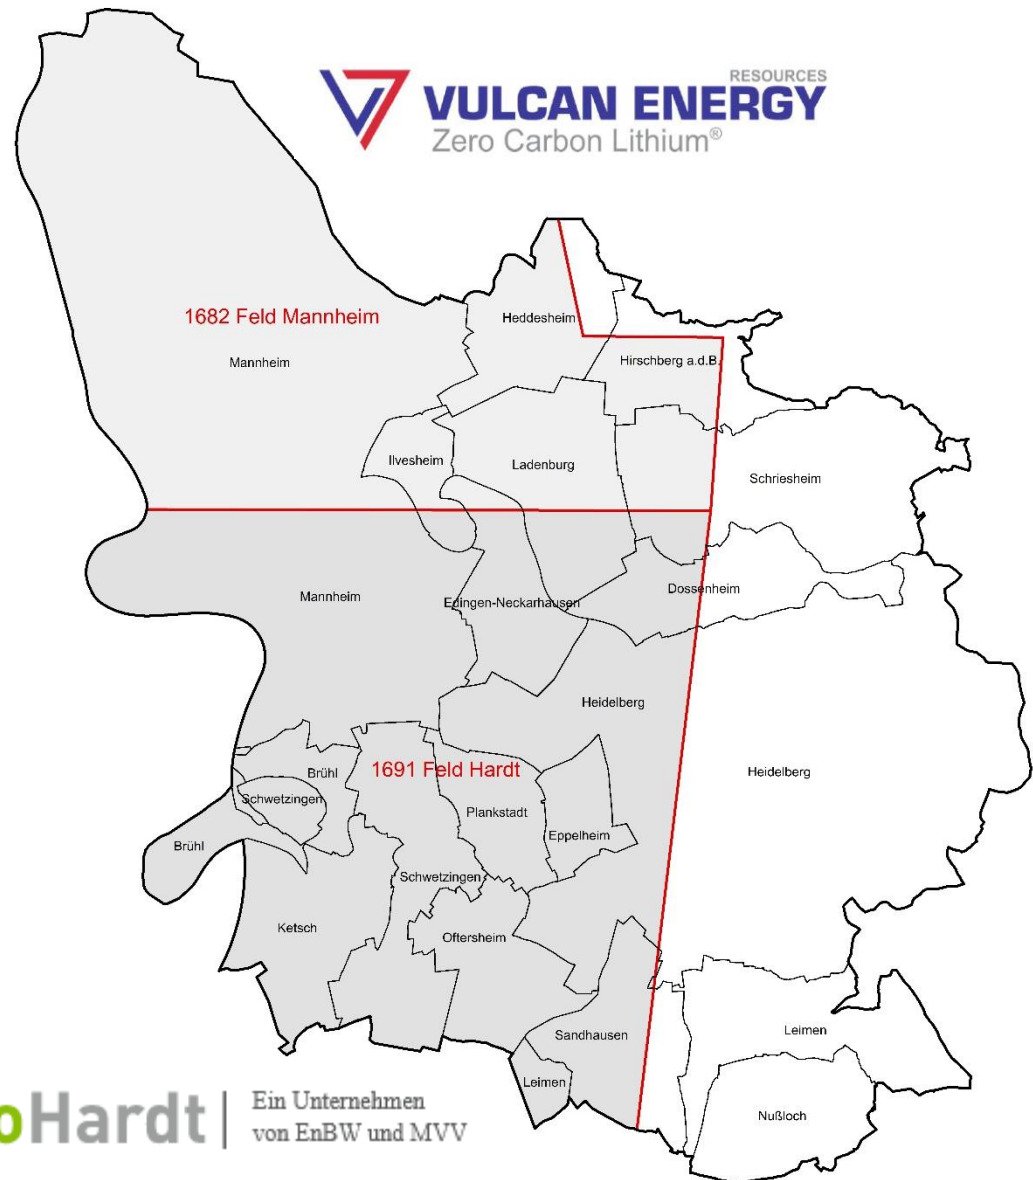 RESOURCES
VULCAN ENERGY
Zero Carbon Lithium®
1682 Feld Mannheim
Heddesheim
Mannheim
Hirschberg a.d.B.
Ilvesheim
Ladenburg
Schriesheim
Mannheim
Edingen-Neckarhausen
Dossenheim
Heidelberg
1691 Feld Hardt
Brühl
Heidelberg
Schwetzingen
Plankstadt
Brühl
Eppelheim
Schwetzingen
Ketsch
Oftersheim
Sandhausen
Leimen
Leimen
Nußloch
oHardt
Ein Unternehmen
von EnBW und MVV